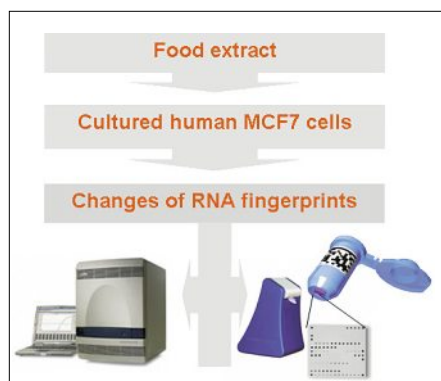 Food extract
Cultured human MCF7 cells
Changes of RNA fingerprints